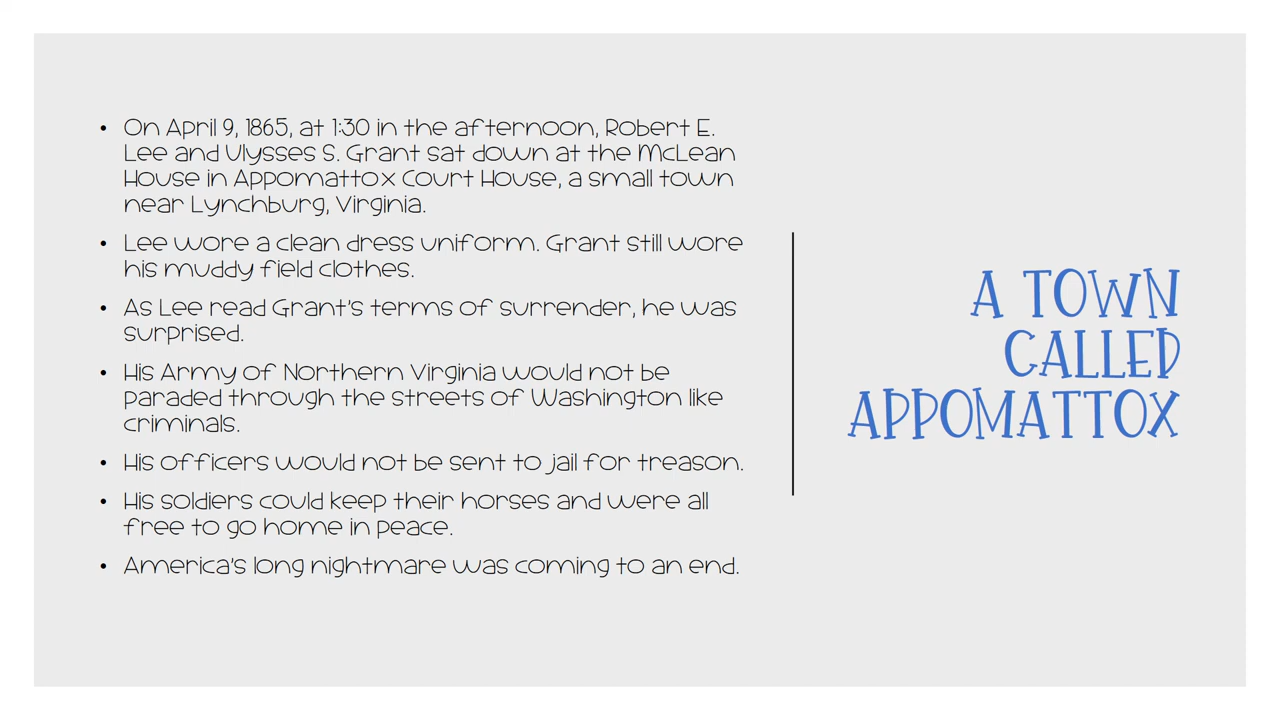 • On April 9, 1865, at 1:30 in the afternoon, Robert E.
Lee and Ulysses S. Grant sat down at the McLean
House in Appomattox Court House, a small town
near Lynchburg, Virginia.
• Lee wore a clean dress uniform. Grant still wore
his muddy field clothes.
• As Lee read Grant's terms of surrender, he was
surprised.
• His Army of Northern Virginia would not be
paraded through the streets of Washington like
criminals.
• His officers would not be sent to jail for treason.
• His soldiers could keep their horses and were all
free to go home in peace.
• America's long nightmare was coming to an end.
A TOWN
CALLED
APPOMATTOX